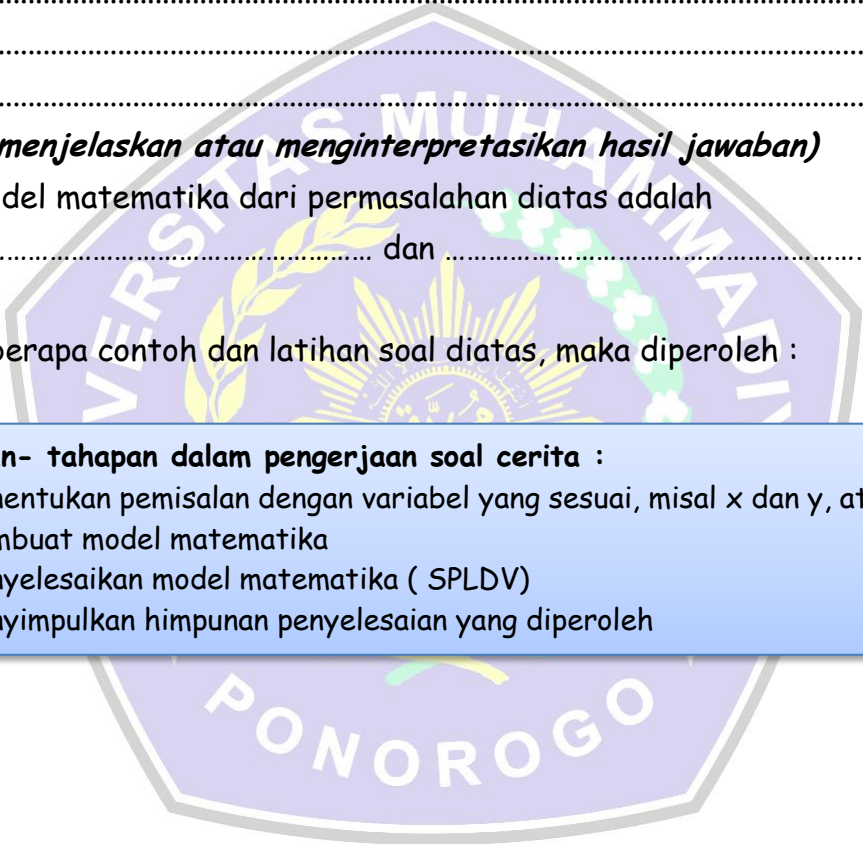 ..........................................................................................
..........................................................................................
..........................................................................................
menjelaskan atau menginterpretasikan hasil jawaban)
del matematika dari permasalahan diatas adalah
................................................ dan ......................................................
berapa contoh dan latihan soal diatas, maka diperoleh :
n- tahapan dalam pengerjaan soal cerita :
nentukan pemisalan dengan variabel yang sesuai, misal x dan y, at
mbuat model matematika
nyelesaikan model matematika ( SPLDV)
nyimpulkan himpunan penyelesaian yang diperoleh
VERSITAS MUHAMMADIY
PONOROGO